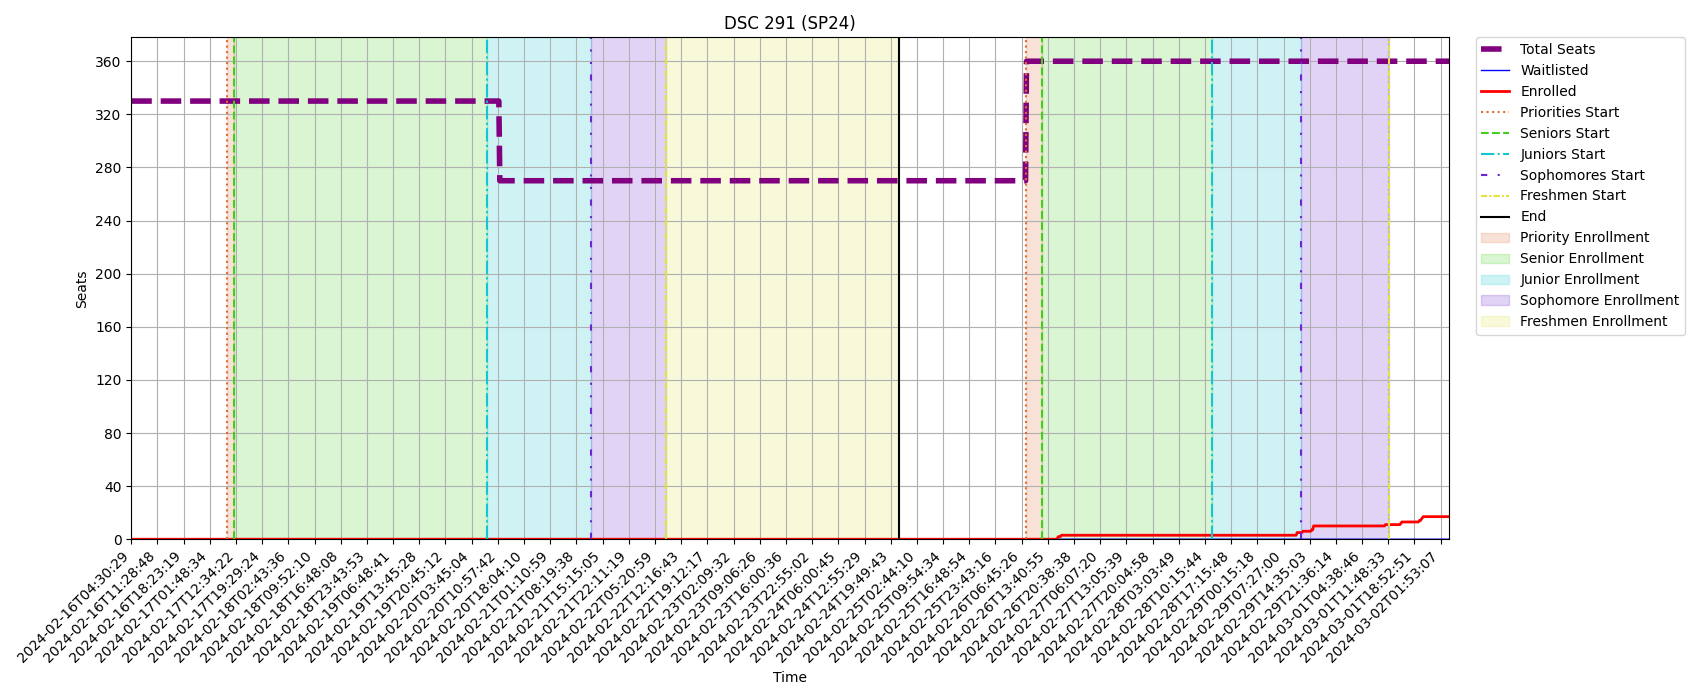 DSC 291 (SP24)
Seats
360
320
280
240
200
160
120
80
40
0
2024-02-16T04:30:29
2024-02-16T11:28:48
2024-02-16T18:23:19
2024-02-17T01:48:34
2024-02-17T12:34:22
2024-02-17T19:29:24
2024-02-18T02:43:36
2024-02-18T09:52:10
2024-02-18T16:48:08
2024-02-18T23:43:53
2024-02-19T06:48:41
2024-02-19T13:45:28
2024-02-19T20:45:12
2024-02-20T03:45:04
2024-02-20T10:57:42
2024-02-20T18:04:10
2024-02-21T01:10:59
2024-02-21T08:19:38
2024-02-21T15:15:05
2024-02-21T22:11:19
2024-02-22T05:20:59
2024-02-22T12:16:43
2024-02-22T19:12:17
2024-02-23T02:09:32
2024-02-23T09:06:26
2024-02-23T16:00:36
2024-02-23T22:55:02
2024-02-24T06:00:45
2024-02-24T12:55:29
2024-02-24T19:49:43
2024-02-25T02:44:10
2024-02-25T09:54:34
2024-02-25T16:48:54
2024-02-25T23:43:16
2024-02-26T06:45:26
2024-02-26T13:40:55
2024-02-26T20:38:38
2024-02-27T06:07:20
2024-02-27T13:05:39
2024-02-27T20:04:58
2024-02-28T03:03:49
2024-02-28T10:15:44
2024-02-28T17:15:48
2024-02-29T00:15:18
2024-02-29T07:27:00
2024-02-29T14:35:03
2024-02-29T21:36:14
2024-03-01T04:38:46
2024-03-01T11:48:33
2024-03-01T18:52:51
2024-03-02T01:53:07
Time
Total Seats
Waitlisted
Enrolled
Priorities Start
Seniors Start
Juniors Start
Sophomores Start
Freshmen Start
End
Priority Enrollment
Senior Enrollment
Junior Enrollment
Sophomore Enrollment
Freshmen Enrollment